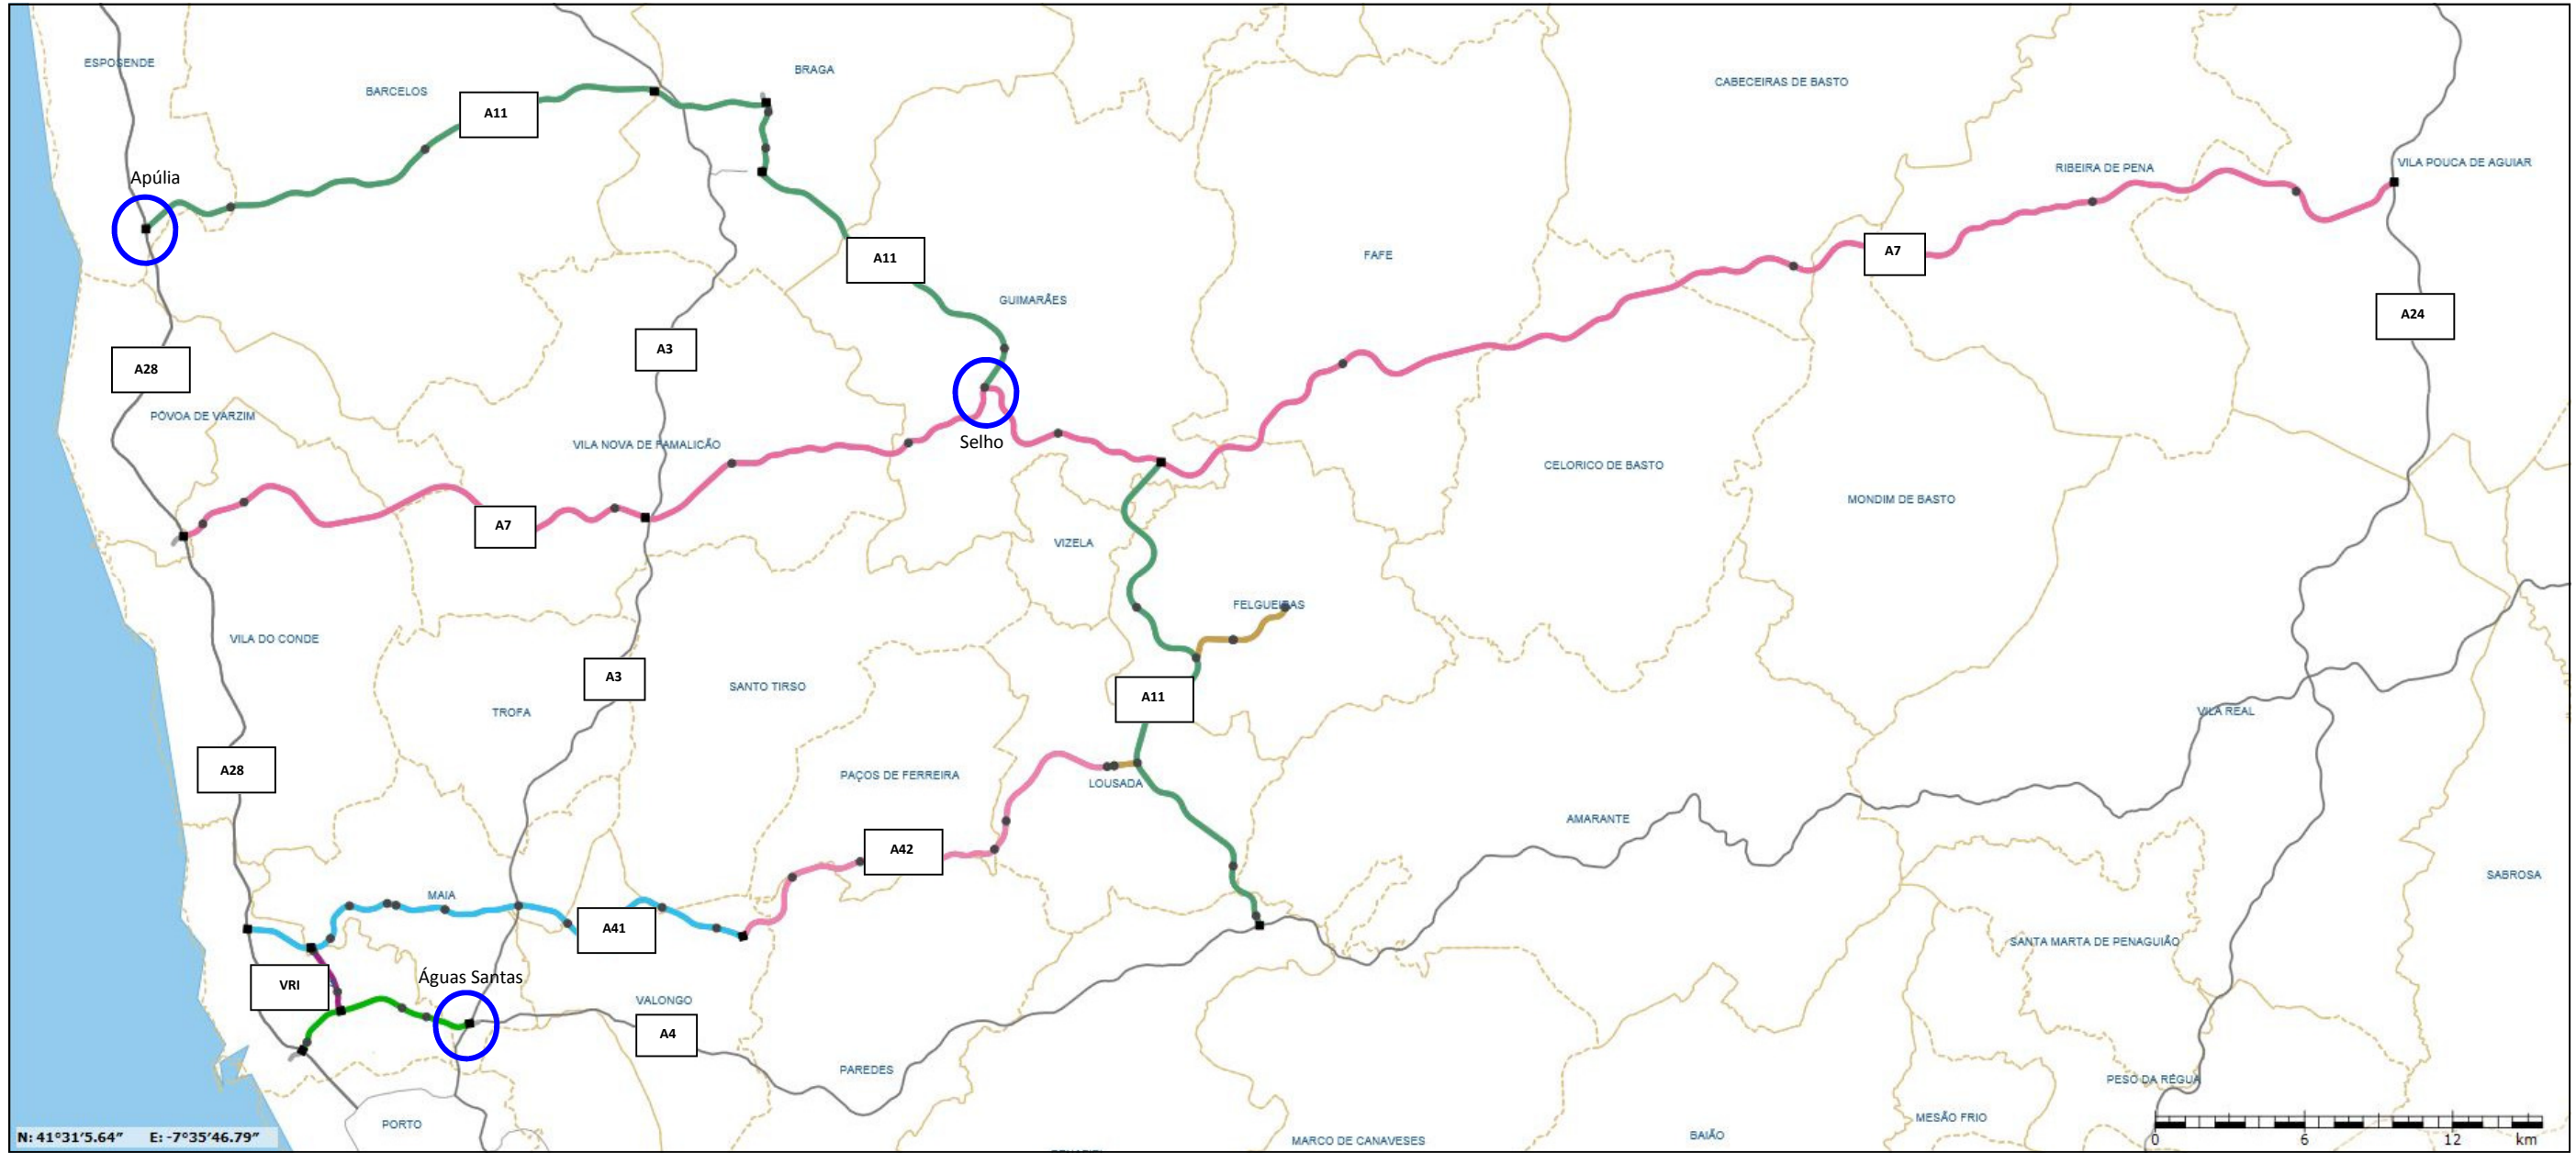 ESPOSENDE
BRAGA
CABECEIRAS DE BASTO
BARCELOS
A11
VILA POUCA DE AGUIAR
RIBEIRA DE PENA
Apúlia
A11
A7
FAFE
GUIMARÃES
A24
A3
A28
PÓVOA DE VARZIM
VILA NOVA DE FAMALICÃO
Selho
CELORICO DE BASTO
MONDIM DE BASTO
A7
VIZELA
FELGUEIRAS
VILA DO CONDE
A3
SANTO TIRSO
A11
TROFA
VILA REAL
A28
PAÇOS DE FERREIRA
LOUSADA
AMARANTE
A42
SABROSA
MAIA
A41
SANTA MARTA DE PENAGUIÃO
Águas Santas
VRI
VALONGO
A4
PAREDES
PESO DA RÉGUA
MESÃO FRIO
PORTO
BAIÃO
MARCO DE CANAVESES
N: 41°31'5.64" E: -7°35'46.79"
0 6 12 km